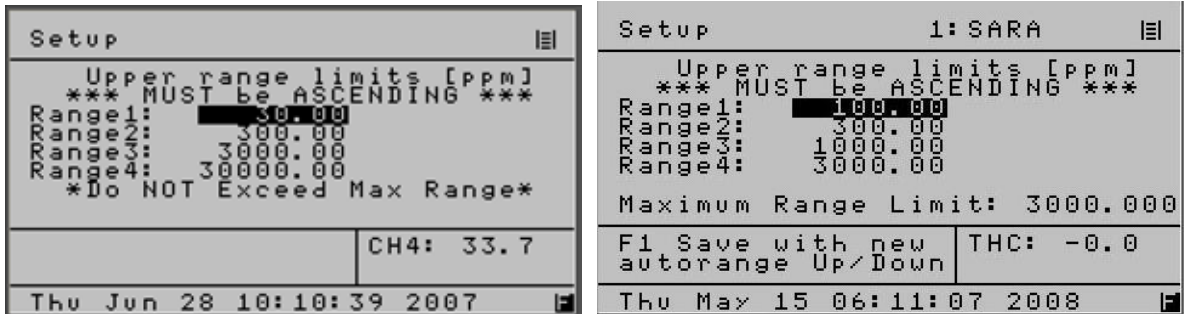 Setup
Upper range limits [ppm]
*** MUST be ASCENDING ***
Range1: 30.00
Range2: 300.00
Range3: 3000.00
Range4: 30000.00
*Do NOT Exceed Max Range*
CH4: 33.7
Thu Jun 28 10:10:39 2007
F
Setup 1:SARA
Upper range limits [ppm]
*** MUST be ASCENDING ***
Range1: 100.00
Range2: 300.00
Range3: 1000.00
Range4: 3000.00
Maximum Range Limit: 3000.000
F1 Save with new
autorange Up/Down
THC: -0.0
Thu May 15 06:11:07 2008
F